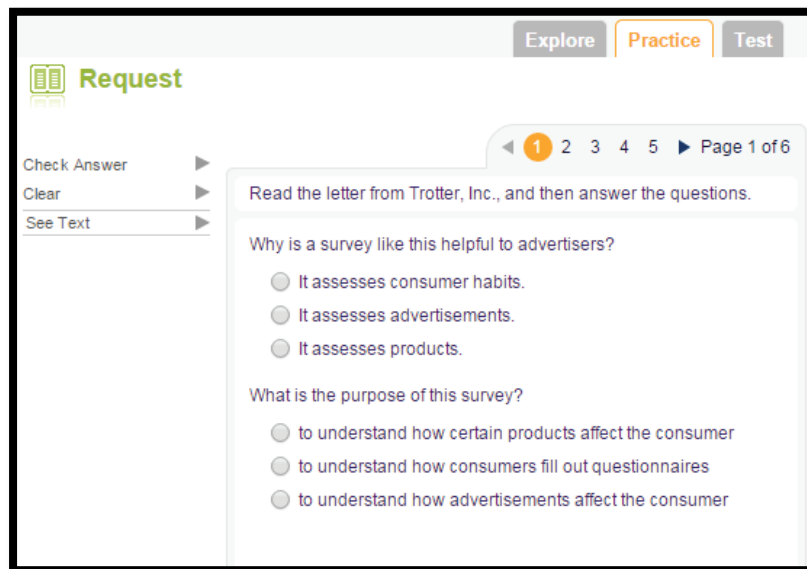 Explore Practice Test
Request
1 2 3 4 5 Page 1 of 6
Check Answer
Clear
See Text
Read the letter from Trotter, Inc., and then answer the questions.
Why is a survey like this helpful to advertisers?
It assesses consumer habits.
It assesses advertisements.
It assesses products.
What is the purpose of this survey?
to understand how certain products affect the consumer
to understand how consumers fill out questionnaires
to understand how advertisements affect the consumer